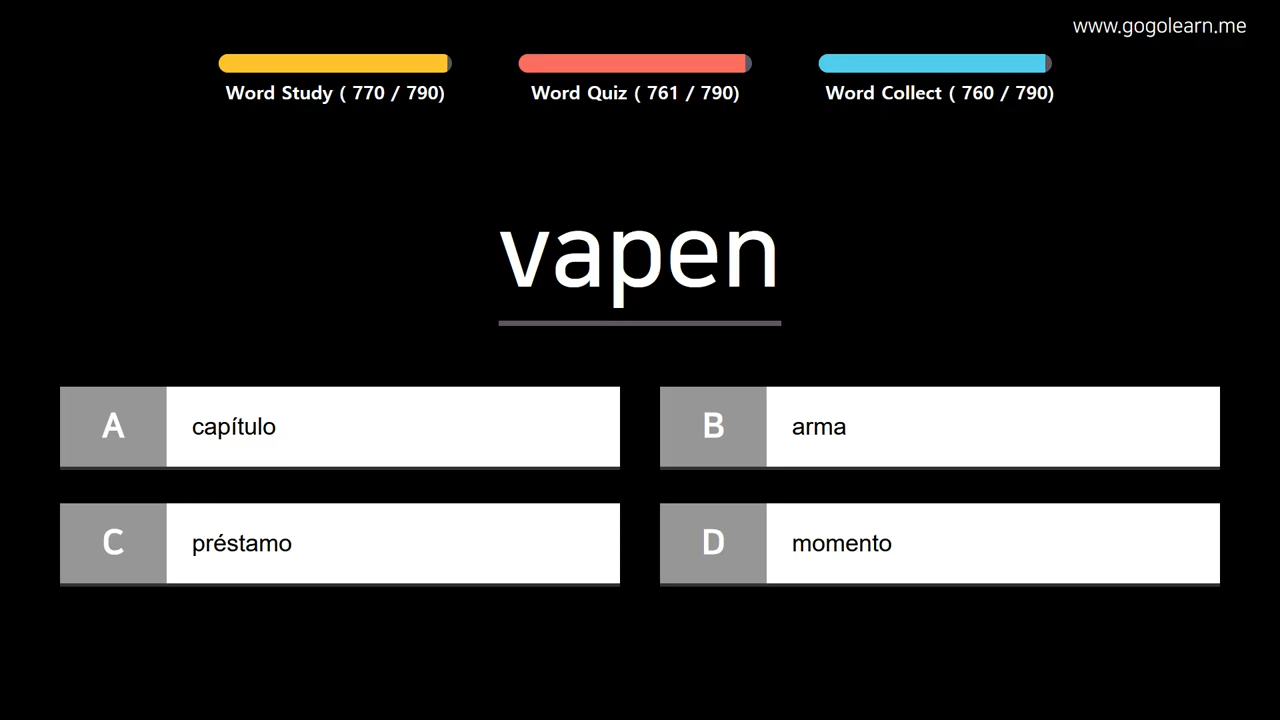 www.gogolearn.me
Word Study ( 770 / 790)
Word Quiz ( 761 / 790)
Word Collect ( 760 / 790)
vapen
A capítulo
B arma
C préstamo
D momento